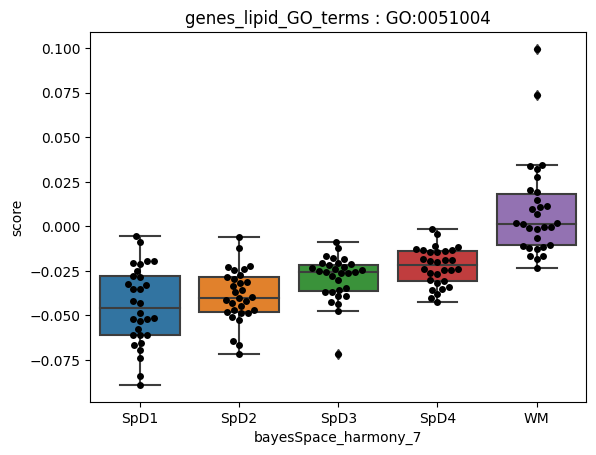 genes_lipid_GO_terms : GO:0051004
0.100
0.075
0.050
0.025
0.000
−0.025
−0.050
−0.075
score
SpD1 SpD2 SpD3 SpD4 WM
bayesSpace_harmony_7